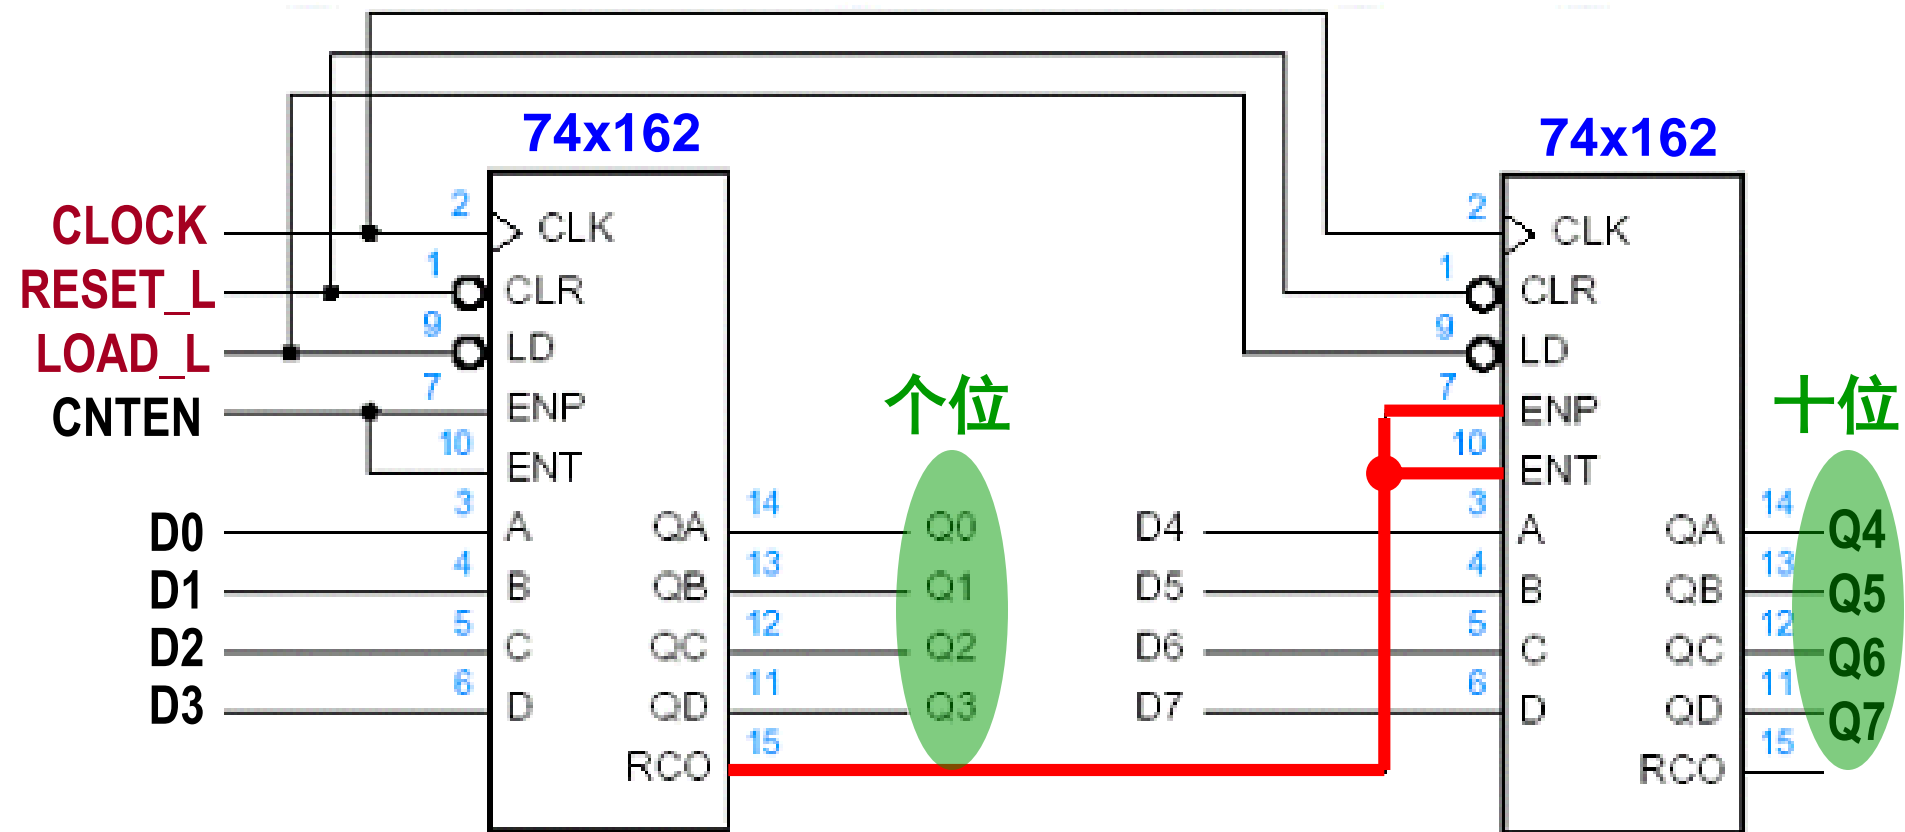 74x162
74x162
CLOCK
2
CLK
2
CLK
RESET_L
1
CLR
1
CLR
LOAD_L
9
LD
9
LD
CNTEN
7
ENP
个位
7
ENP
十位
10
ENT
10
ENT
D0
3
A
QA
14
Q0
D4
3
A
QA
14
Q4
D1
4
B
QB
13
Q1
D5
4
B
QB
13
Q5
D2
5
C
QC
12
Q2
D6
5
C
QC
12
Q6
D3
6
D
QD
11
Q3
D7
6
D
QD
11
Q7
RCO
15
RCO
15